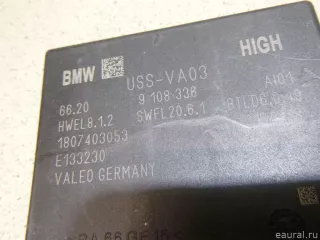 BMW USS-VA03 HIGH
9 108 338 AI01
66.20 SWFL20.6.1
HWEL8.1.2
1807403053
E133230
VALEO GERMANY
eaural.ru